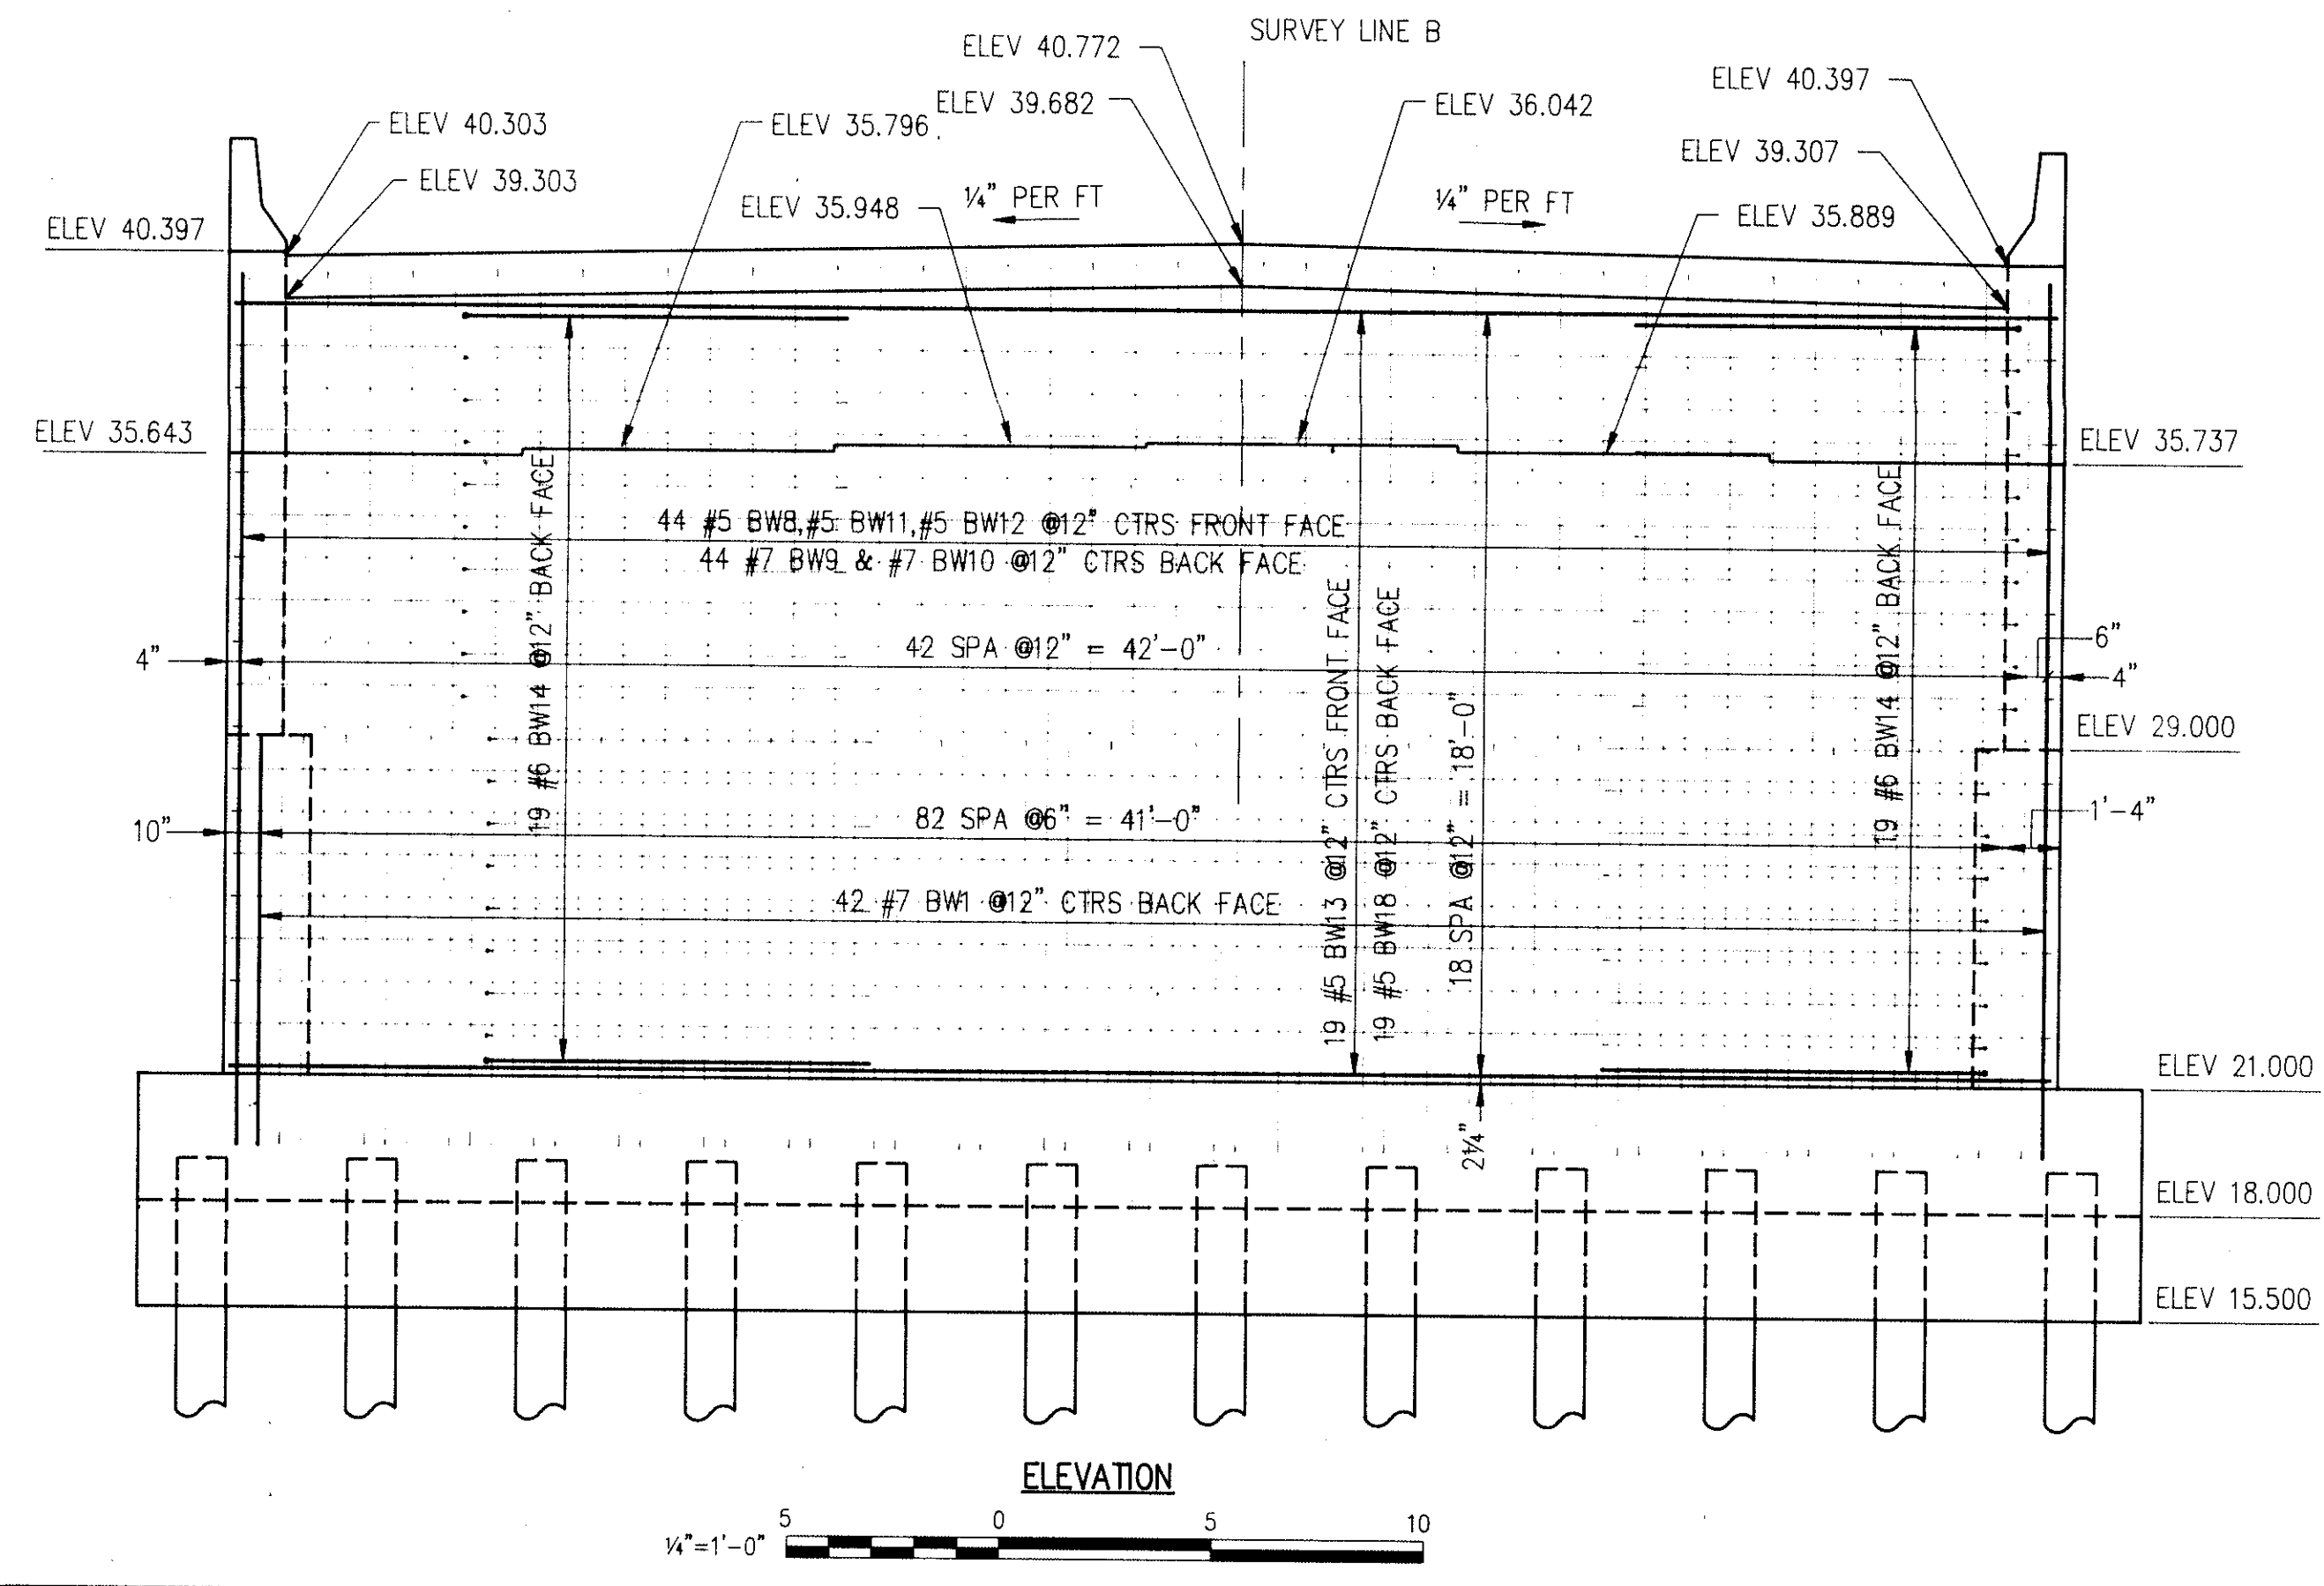 SURVEY LINE B
ELEV 40.772
ELEV 40.397
ELEV 39.682
ELEV 36.042
ELEV 40.303
ELEV 35.796
ELEV 39.307
ELEV 39.303
¼" PER FT
¼" PER FT
ELEV 35.948
ELEV 35.889
ELEV 40.397
ELEV 35.643
ELEV 35.737
44 #5 BW8,#5 BW11,#5 BW12 @12" CTRS FRONT FACE
44 #7 BW9 & #7 BW10 @12" CTRS BACK FACE
19 #6 BW14 @12" BACK FACE
19 #5 BW13 @12" CTRS FRONT FACE
19 #5 BW18 @12" CTRS BACK FACE
18 SPA @12" = 18'-0"
19 #6 BW14 @12" BACK FACE
42 SPA @12" = 42'-0"
4"
6"
4"
ELEV 29.000
82 SPA @6" = 41'-0"
10"
1'-4"
42 #7 BW1 @12" CTRS BACK FACE
ELEV 21.000
2¼"
ELEV 18.000
ELEV 15.500
ELEVATION
5 0 5 10
¼"=1'-0"